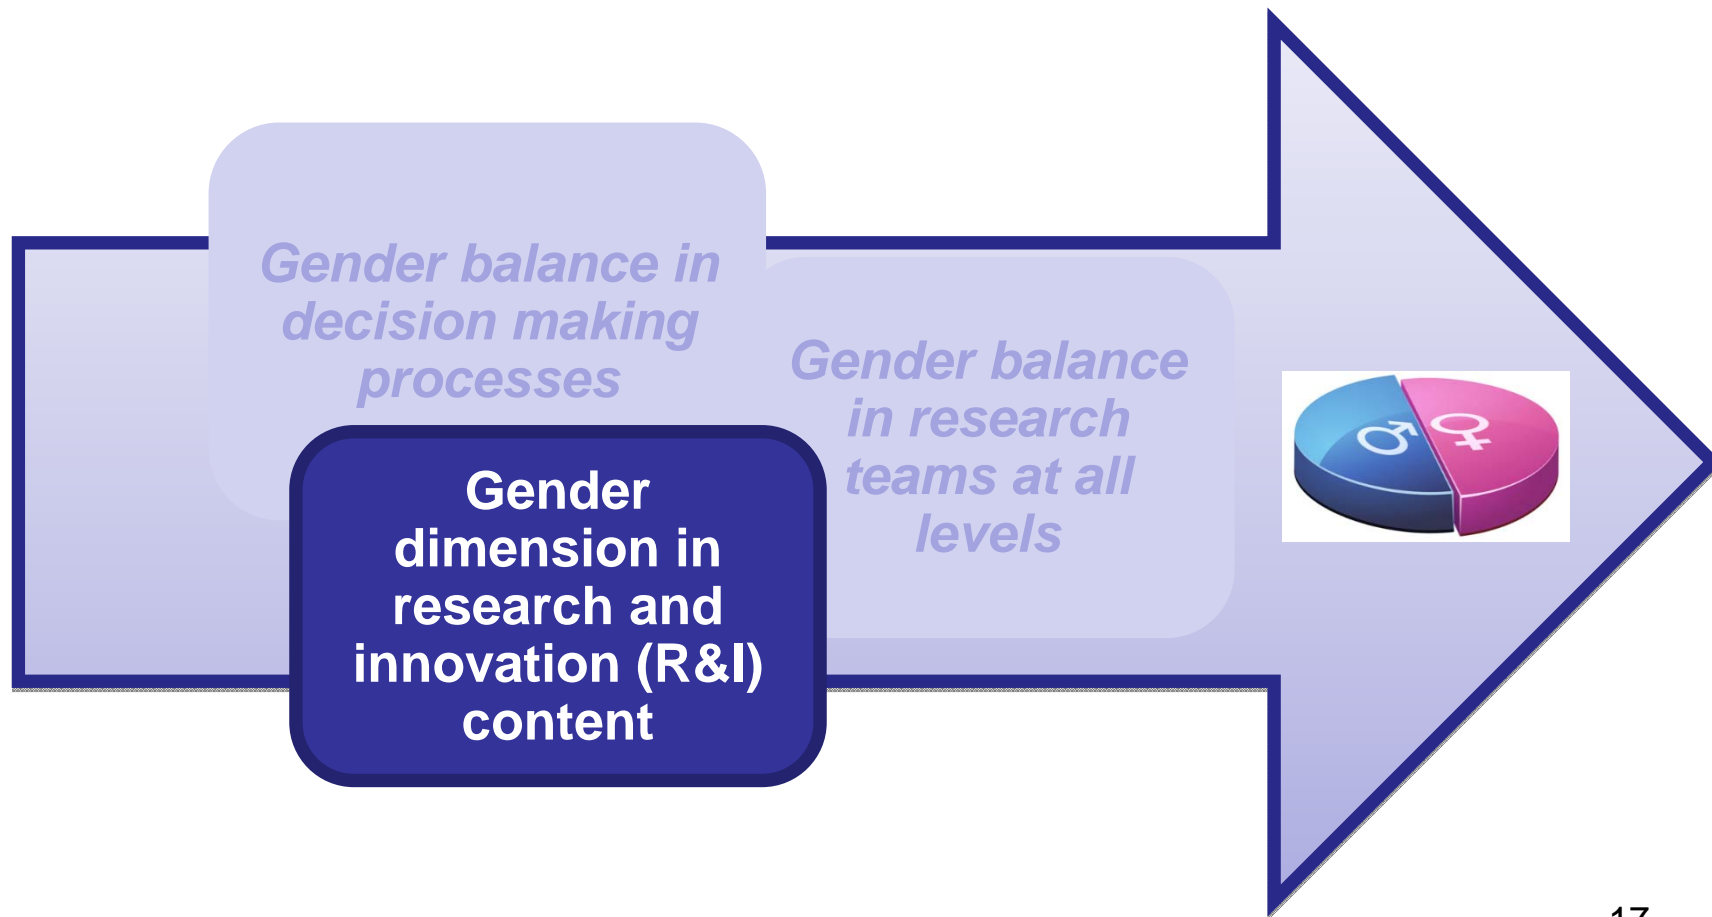 Gender balance in
decision making
processes
Gender balance
in research
teams at all
levels
Gender
dimension in
research and
innovation (R&I)
content
17